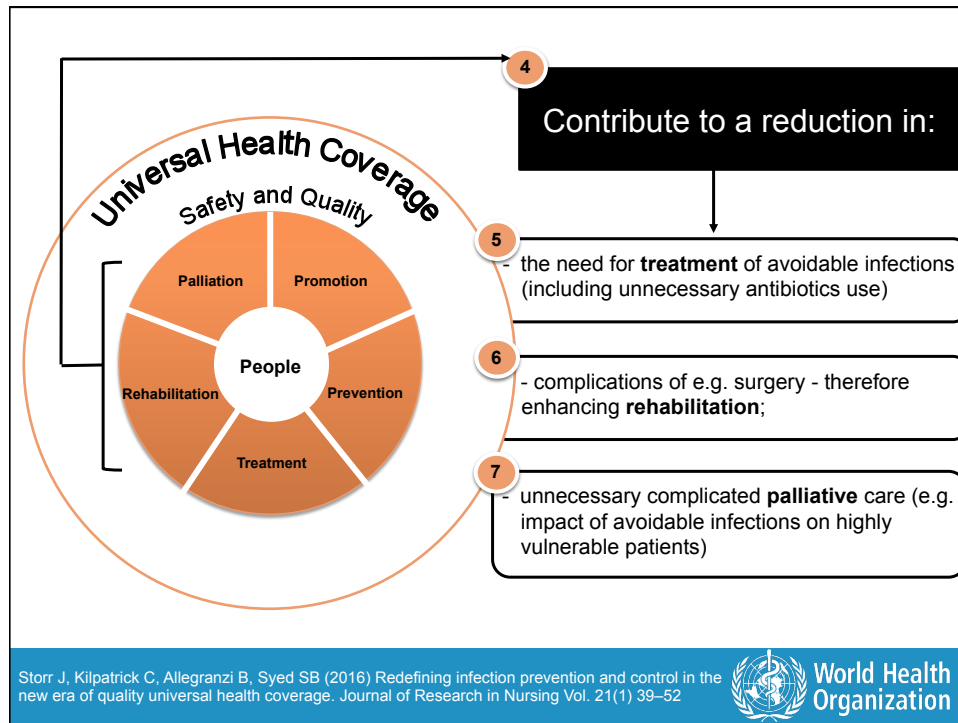 4
Contribute to a reduction in:
Universal Health Coverage
Safety and Quality
Palliation
Promotion
People
Rehabilitation
Prevention
Treatment
5
- the need for treatment of avoidable infections
(including unnecessary antibiotics use)
6
- complications of e.g. surgery - therefore
enhancing rehabilitation;
7
- unnecessary complicated palliative care (e.g.
impact of avoidable infections on highly
vulnerable patients)
Storr J, Kilpatrick C, Allegranzi B, Syed SB (2016) Redefining infection prevention and control in the
new era of quality universal health coverage. Journal of Research in Nursing Vol. 21(1) 39–52
World Health
Organization